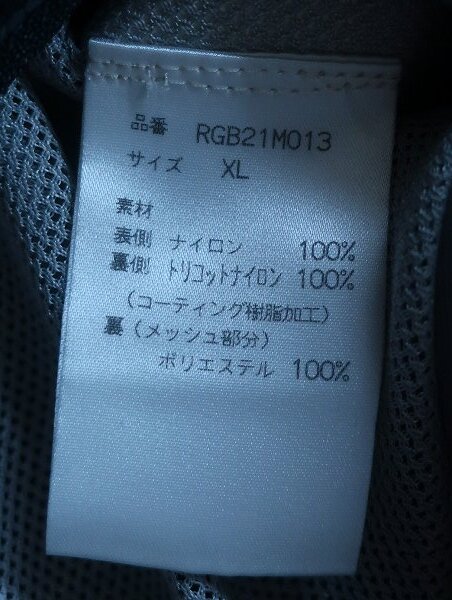 品番 RGB21M013
サイズ XL
素材
表側 ナイロン 100%
裏側 トリコットナイロン 100%
(コーティング樹脂加工)
裏(メッシュ部分)
ポリエステル 100%